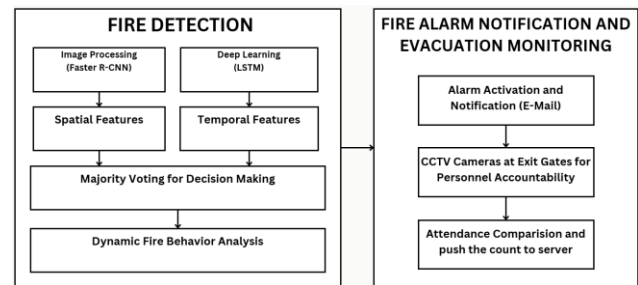 FIRE DETECTION
Image Processing
(Faster R-CNN)
Deep Learning
(LSTM)
Spatial Features
Temporal Features
Majority Voting for Decision Making
Dynamic Fire Behavior Analysis
FIRE ALARM NOTIFICATION AND
EVACUATION MONITORING
Alarm Activation and
Notification (E-Mail)
CCTV Cameras at Exit Gates for
Personnel Accountability
Attendance Comparision and
push the count to server